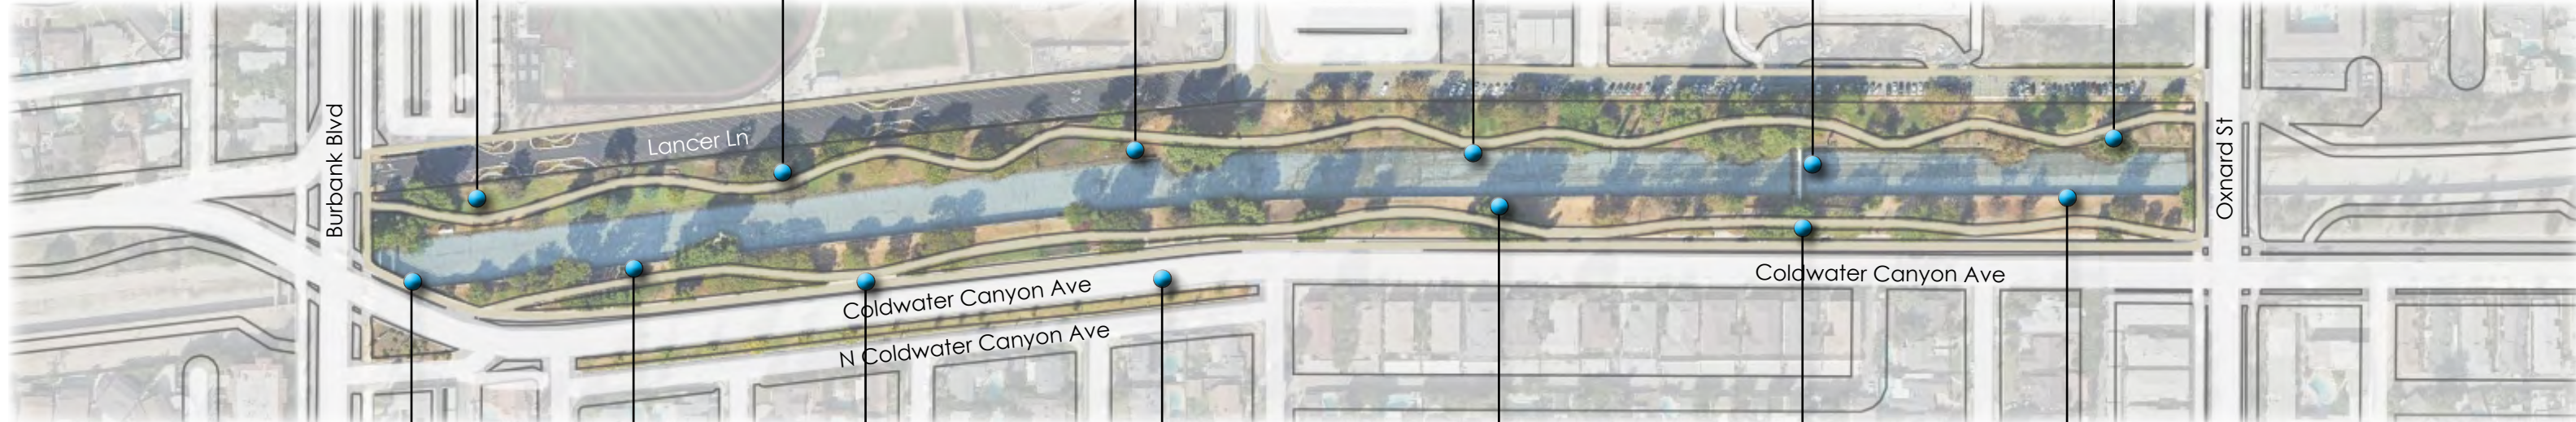 Burbank Blvd
Lancer Ln
Oxnard St
Coldwater Canyon Ave
Coldwater Canyon Ave
N Coldwater Canyon Ave